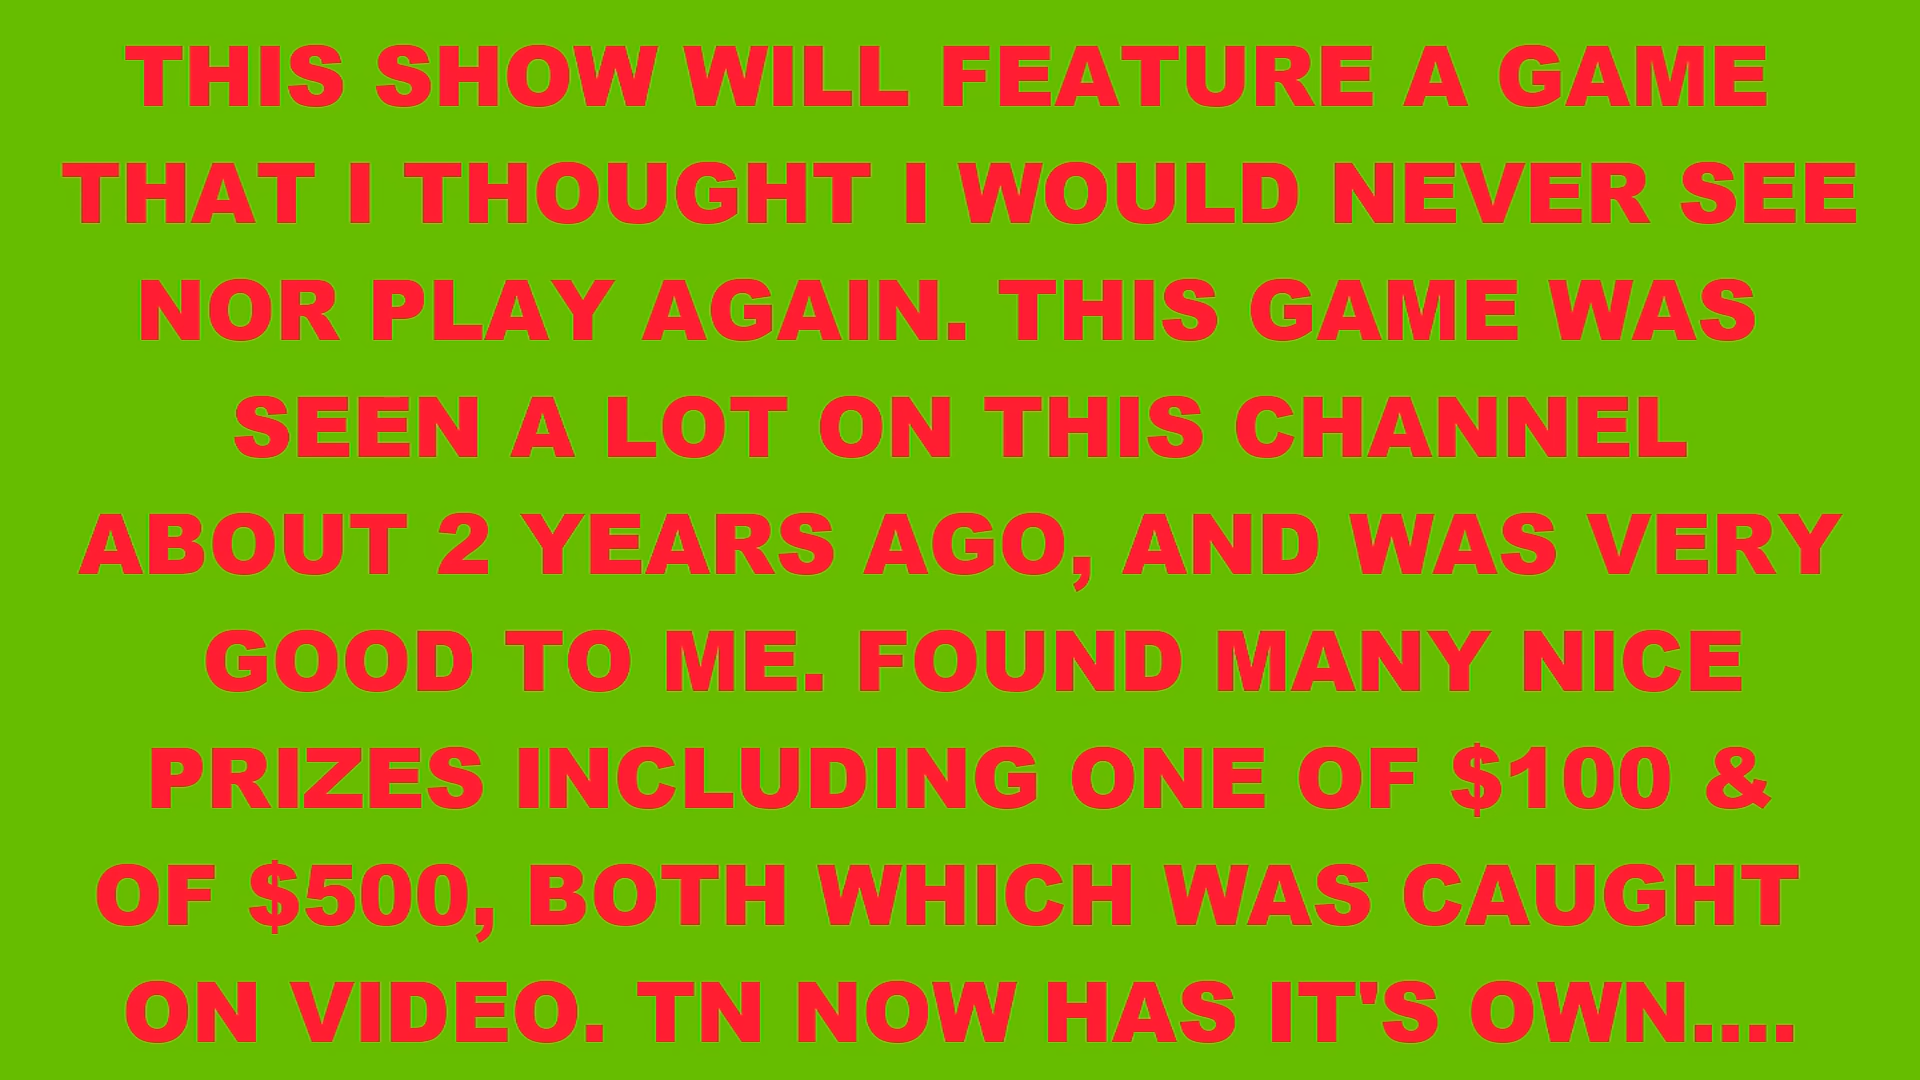 THIS SHOW WILL FEATURE A GAME
THAT I THOUGHT I WOULD NEVER SEE
NOR PLAY AGAIN. THIS GAME WAS
SEEN A LOT ON THIS CHANNEL
ABOUT 2 YEARS AGO, AND WAS VERY
GOOD TO ME. FOUND MANY NICE
PRIZES INCLUDING ONE OF $100 &
OF $500, BOTH WHICH WAS CAUGHT
ON VIDEO. TN NOW HAS IT'S OWN....